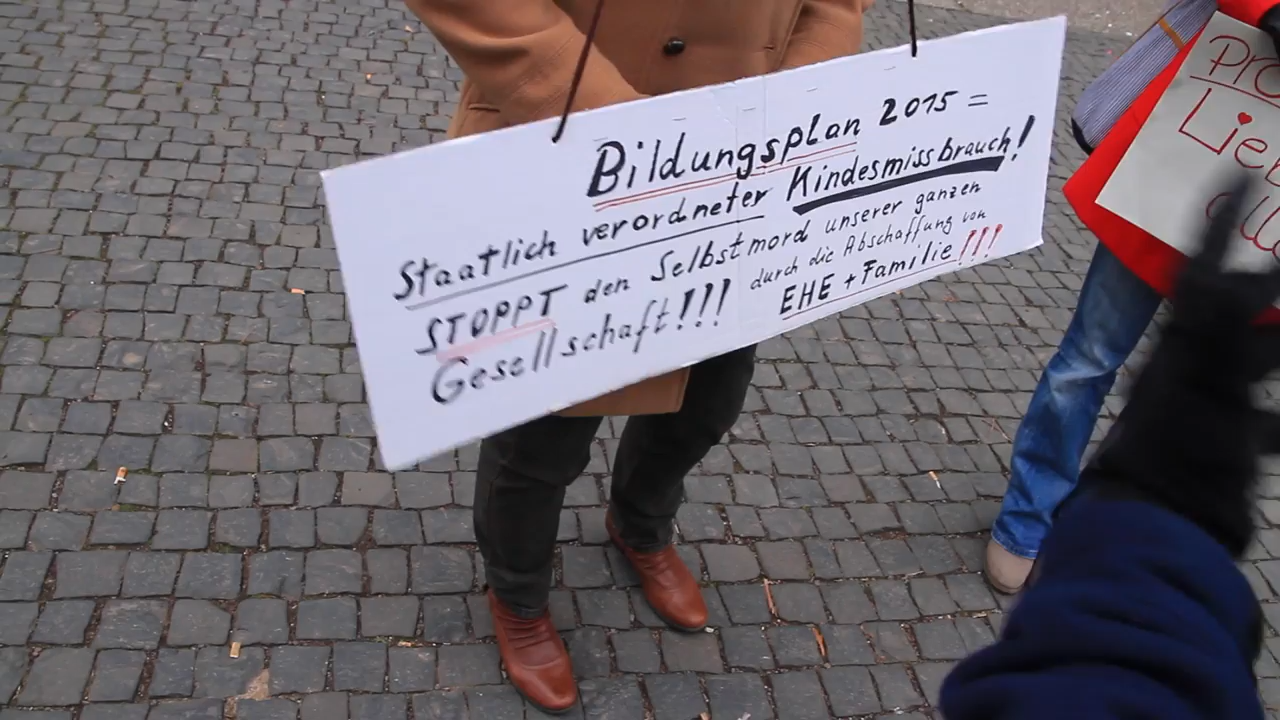 Bildungsplan 2015 =
Staatlich verordneter Kindesmissbrauch!
STOPPT den Selbstmord unserer ganzen
Gesellschaft!!! durch die Abschaffung von
EHE + Familie!!!